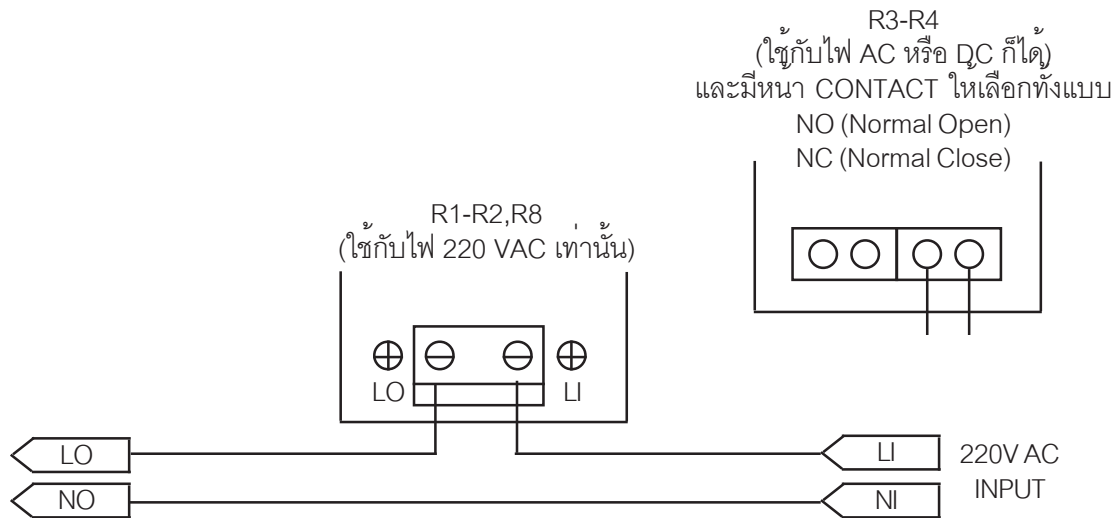 R3-R4
(ใช้กับไฟ AC หรือ DC ก็ได้)
และมีหน้า CONTACT ให้เลือกทั้งแบบ
NO (Normal Open)
NC (Normal Close)
R1-R2,R8
(ใช้กับไฟ 220 VAC เท่านั้น)
LO
LI
LO
LI
220V AC
INPUT
NO
NI